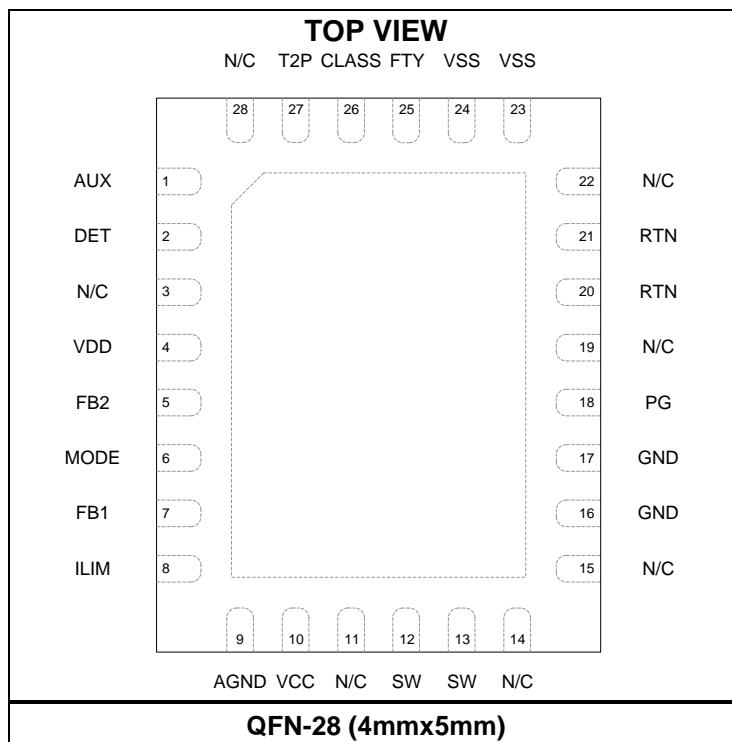 TOP VIEW
N/C T2P CLASS FTY VSS VSS
28 27 26 25 24 23
AUX 1 22 N/C
DET 2 21 RTN
N/C 3 20 RTN
VDD 4 19 N/C
FB2 5 18 PG
MODE 6 17 GND
FB1 7 16 GND
ILIM 8 15 N/C
9 10 11 12 13 14
AGND VCC N/C SW SW N/C
QFN-28 (4mmx5mm)